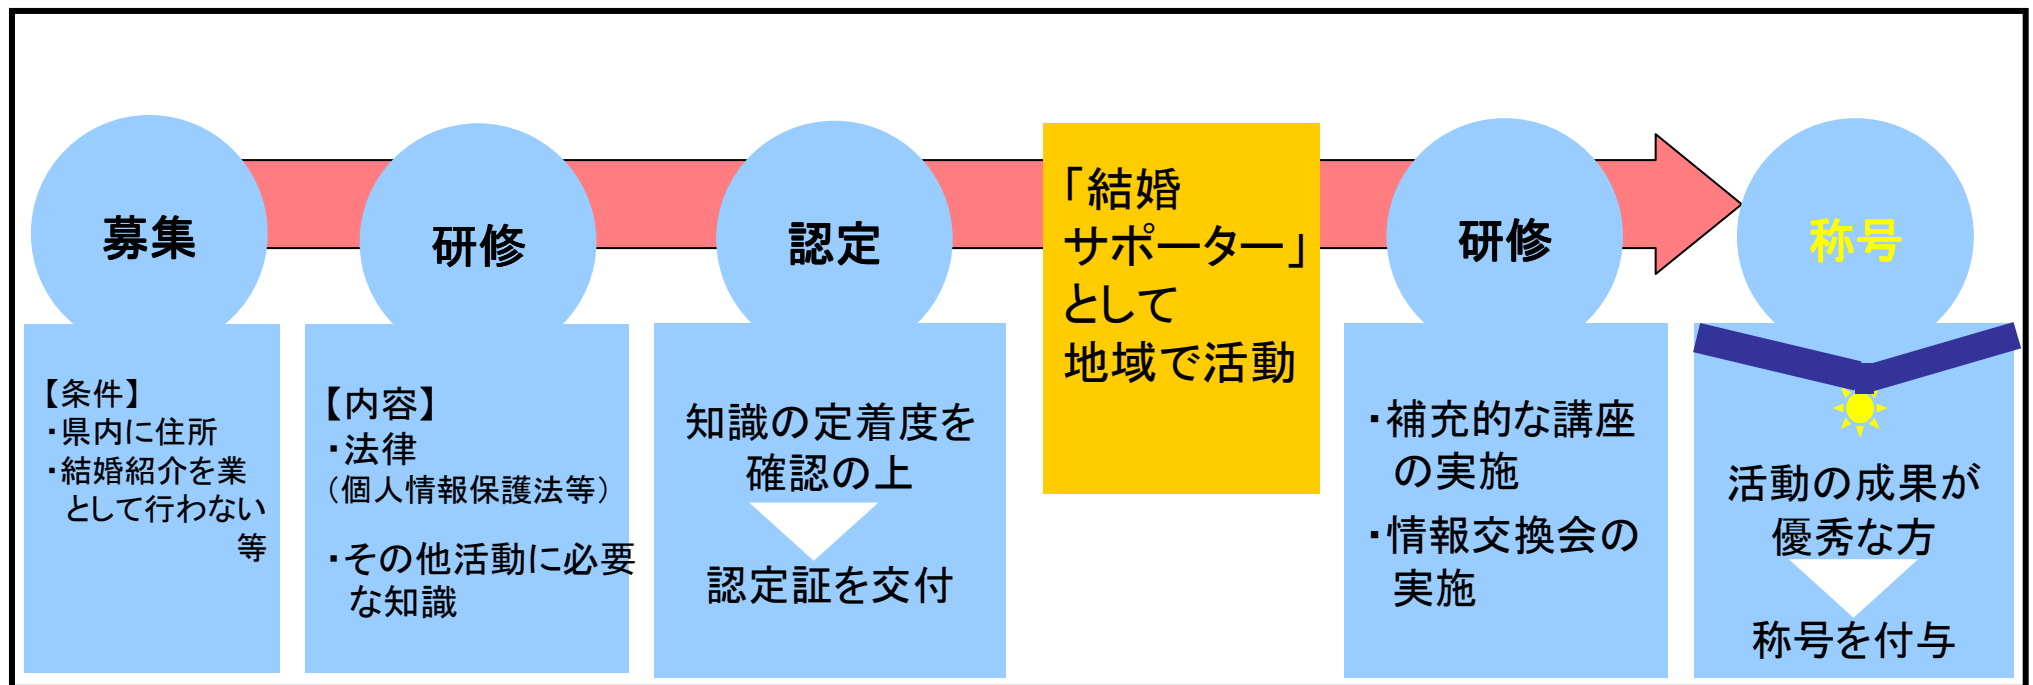 募集
【条件】
・県内に住所
・結婚紹介を業
として行わない
等
研修
【内容】
・法律
（個人情報保護法等）
・その他活動に必要
な知識
認定
知識の定着度を
確認の上
認定証を交付
「結婚
サポーター」
として
地域で活動
研修
・補充的な講座
の実施
・情報交換会の
実施
称号
活動の成果が
優秀な方
称号を付与